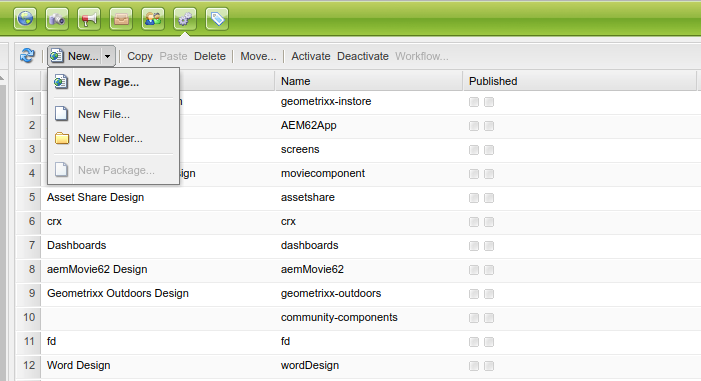 New... Copy Paste Delete Move... Activate Deactivate Workflow...
Name Published
New Page...
New File...
New Folder...
New Package...
1 n geometrixx-instore
2 AEM62App
3 screens
4 sign moviecomponent
5 Asset Share Design assetshare
6 crx crx
7 Dashboards dashboards
8 aemMovie62 Design aemMovie62
9 Geometrixx Outdoors Design geometrixx-outdoors
10 community-components
11 fd fd
12 Word Design wordDesign